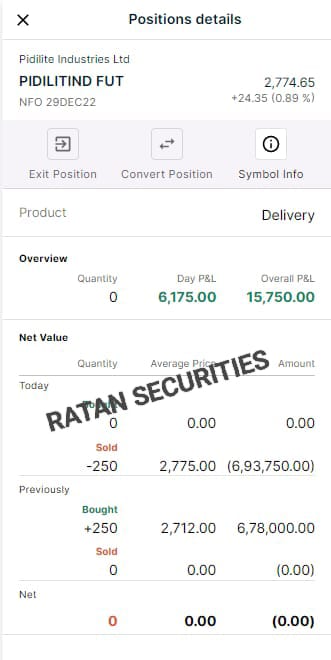 Positions details
Pidilite Industries Ltd
PIDILITIND FUT 2,774.65
NFO 29DEC22 +24.35 (0.89 %)
Exit Position Convert Position Symbol Info
Product Delivery
Overview
Quantity Day P&L Overall P&L
0 6,175.00 15,750.00
Net Value
Quantity Average Price Amount
Today
RATAN SECURITIES
Bought
0 0.00 0.00
Sold
-250 2,775.00 (6,93,750.00)
Previously
Bought
+250 2,712.00 6,78,000.00
Sold
0 0.00 (0.00)
Net
0 0.00 (0.00)